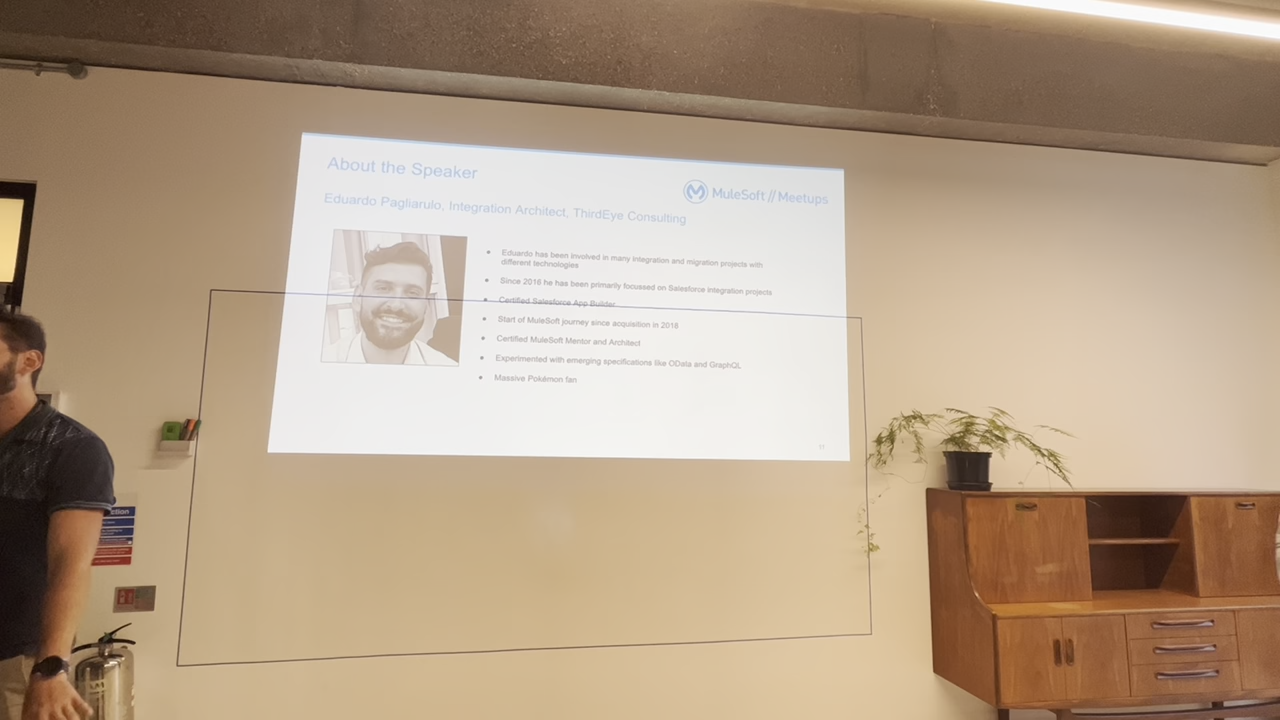 About the Speaker
MuleSoft // Meetups
Eduardo Pagliarulo, Integration Architect, ThirdEye Consulting
Eduardo has been involved in many integration and migration projects with
different technologies
Since 2016 he has been primarily focussed on Salesforce integration projects
Certified Salesforce App Builder
Start of MuleSoft journey since acquisition in 2018
Certified MuleSoft Mentor and Architect
Experimented with emerging specifications like OData and GraphQL
Massive Pokémon fan
11